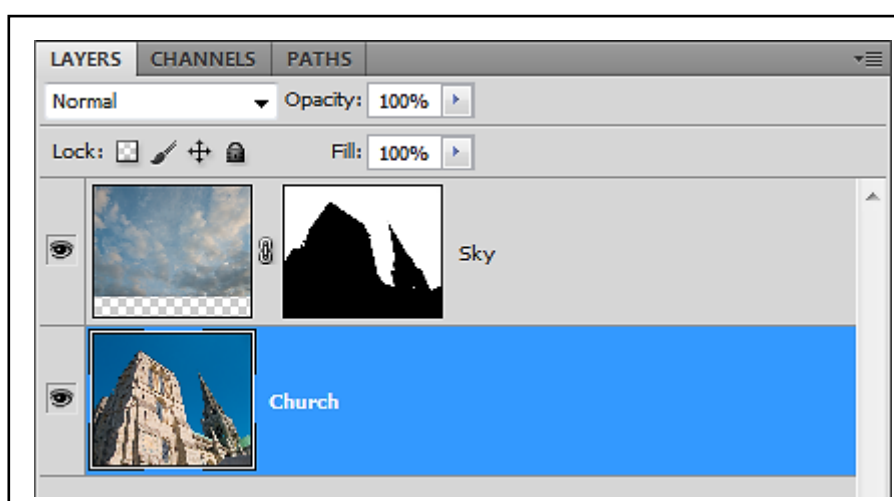 LAYERS CHANNELS PATHS
Normal Opacity: 100%
Lock: Fill: 100%
Sky
Church